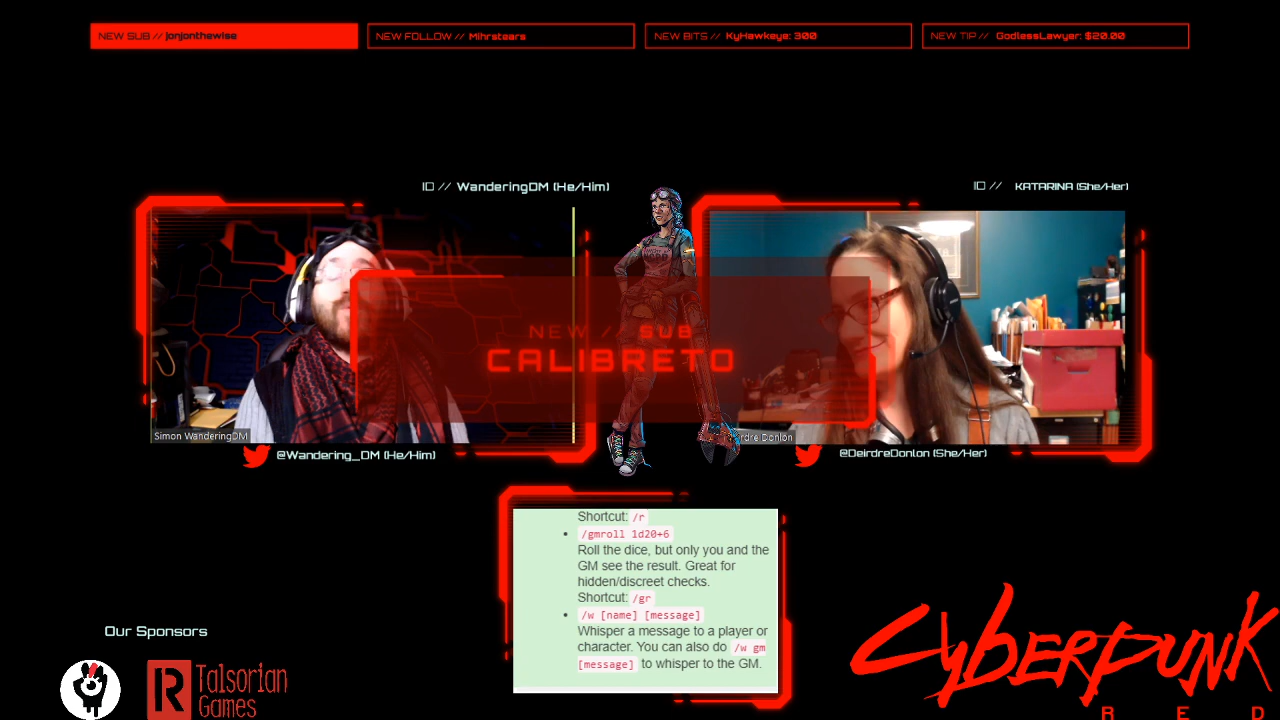 NEW SUB // jonjonthewise
NEW FOLLOW // Mihrstears
NEW BITS // KyHawkeye: 300
NEW TIP // GodlessLawyer: $20.00
ID // WanderingDM (He/Him)
ID // KATARINA (She/Her)
NEW // SUB
CALIBRETO
Simon WanderingDM
rdre Donlon
@Wandering_DM (He/Him)
@DeirdreDonlon (She/Her)
Shortcut: /r
• /gmroll 1d20+6
Roll the dice, but only you and the
GM see the result. Great for
hidden/discreet checks.
Shortcut: /gr
• /w [name] [message]
Whisper a message to a player or
character. You can also do /w gm
[message] to whisper to the GM.
Our Sponsors
R Talsorian
Games
Cyberpunk
RED